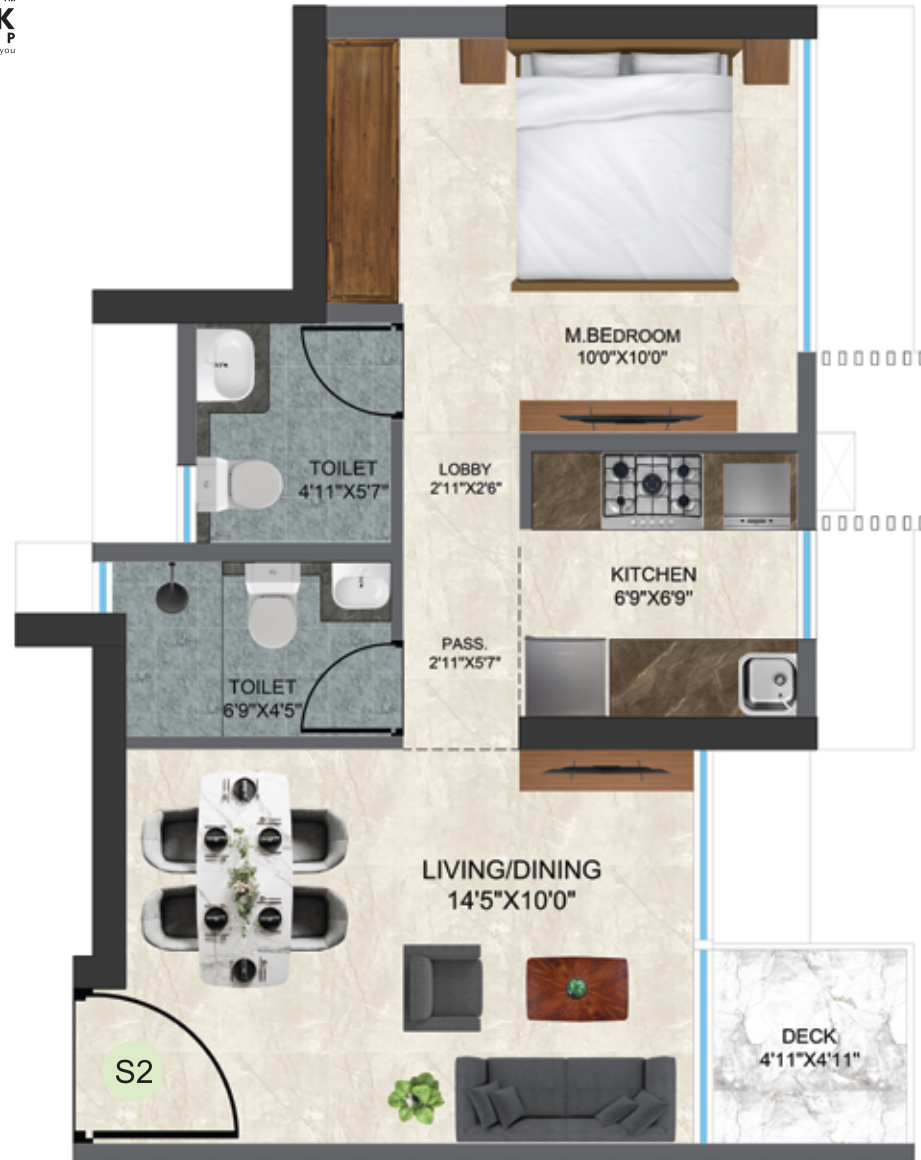 TM
K
P
you
M.BEDROOM
10'0"X10'0"
TOILET
4'11"X5'7"
LOBBY
2'11"X2'6"
KITCHEN
6'9"X6'9"
PASS.
2'11"X5'7"
TOILET
6'9"X4'5"
LIVING/DINING
14'5"X10'0"
DECK
4'11"X4'11"
S2